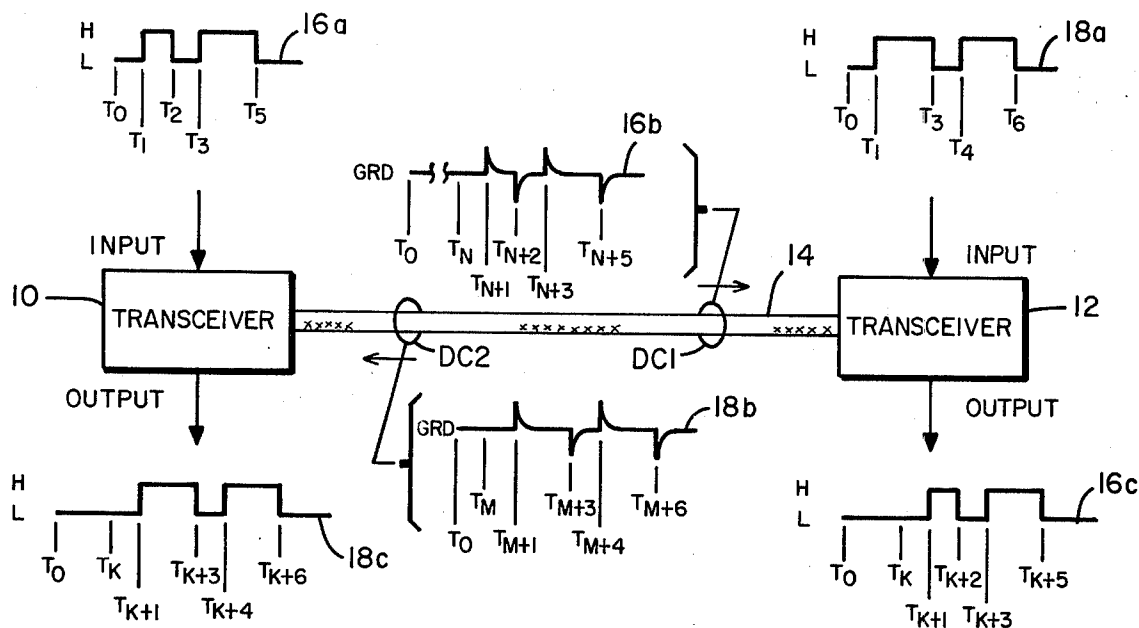 H
L
16a
T0
T1
T2
T3
T5
H
L
18a
T0
T1
T3
T4
T6
GRD
16b
T0
TN
TN+1
TN+2
TN+3
TN+5
INPUT
INPUT
10
TRANSCEIVER
14
TRANSCEIVER
12
xxxxx
xxxxxxxx
xxxxx
DC2
DC1
OUTPUT
OUTPUT
GRD
18b
T0
TM
TM+1
TM+3
TM+4
TM+6
H
L
18c
T0
TK
TK+1
TK+3
TK+4
TK+6
H
L
16c
T0
TK
TK+1
TK+2
TK+3
TK+5